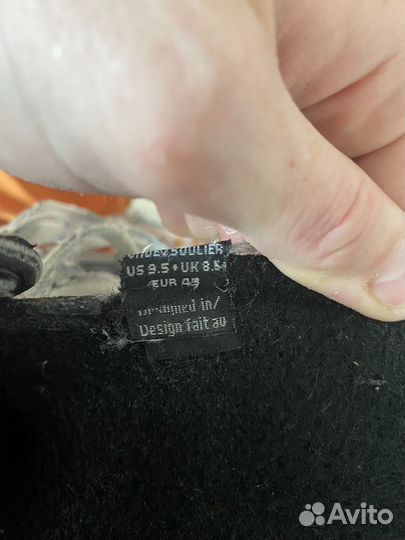 SHOE / SOULIER
US 9.5 • UK 8.5
EUR 43
Designed in/
Design fait au
Avito